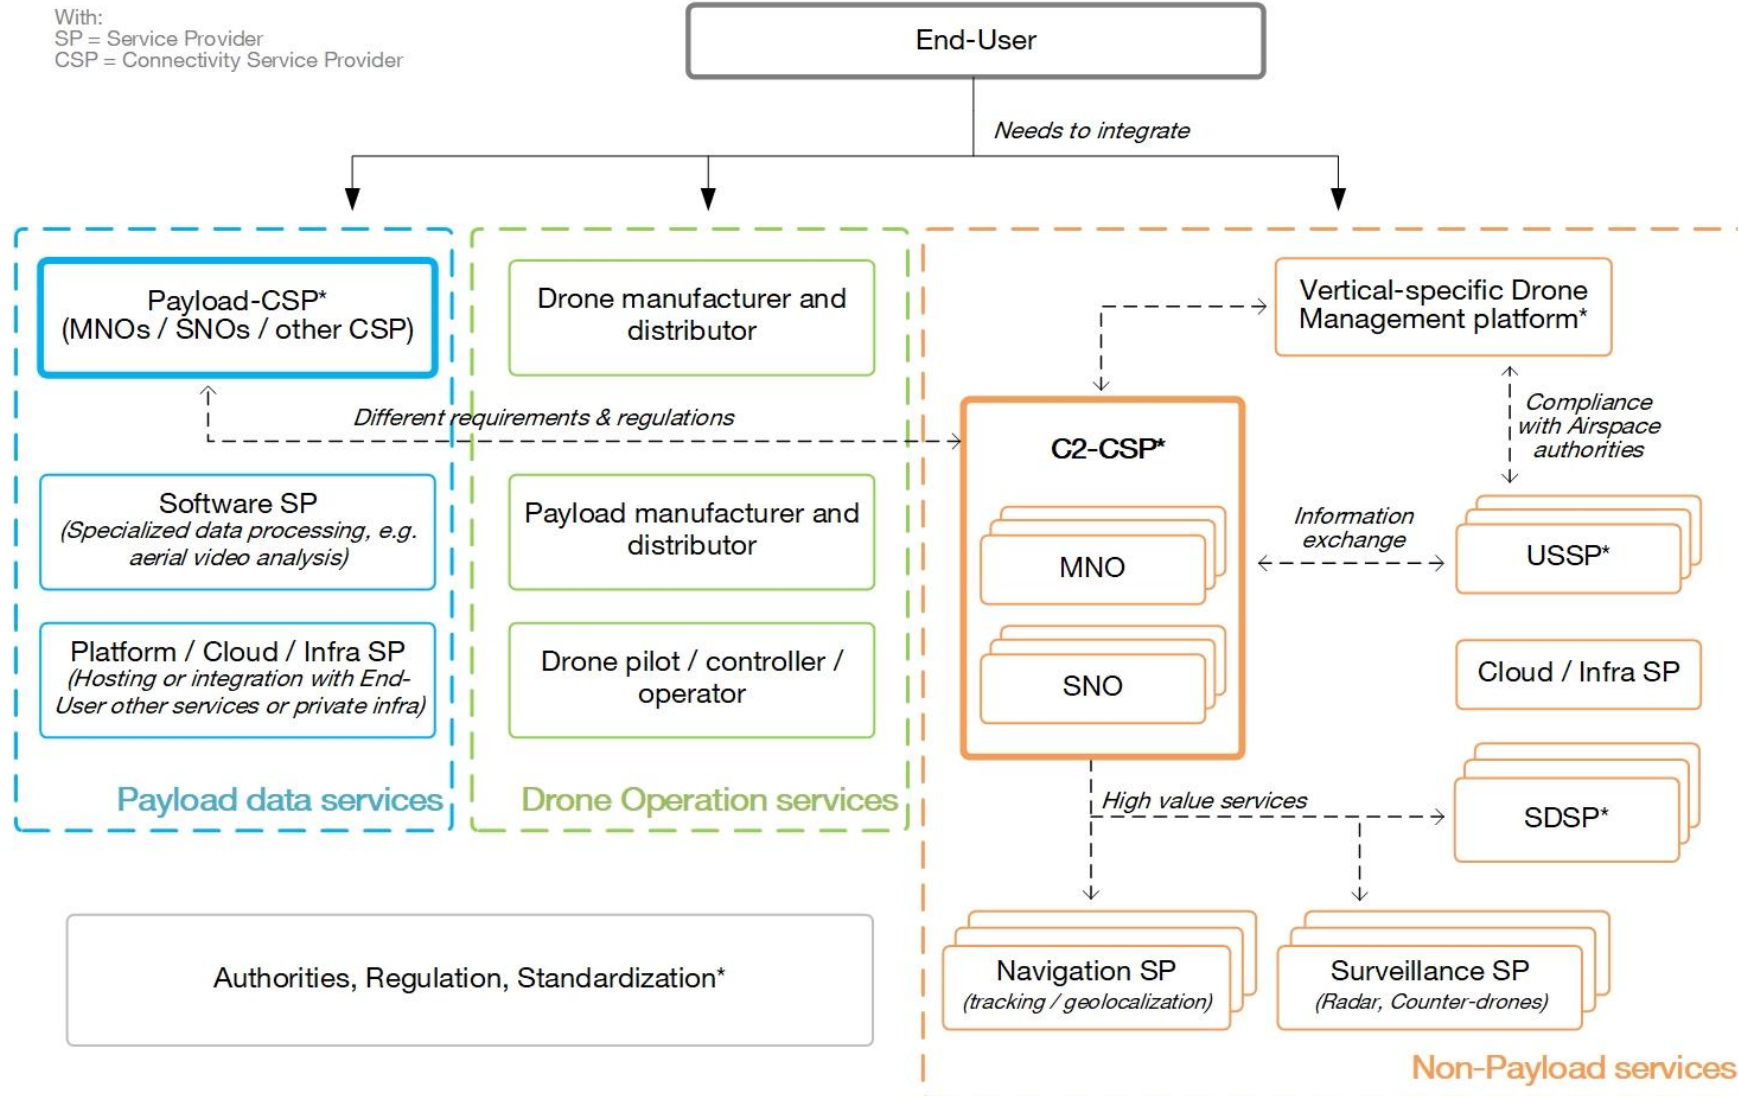 With:
SP = Service Provider
CSP = Connectivity Service Provider
End-User
Needs to integrate
Payload-CSP*
(MNOs / SNOs / other CSP)
Software SP
(Specialized data processing, e.g.
aerial video analysis)
Platform / Cloud / Infra SP
(Hosting or integration with End-
User other services or private infra)
Payload data services
Different requirements & regulations
Drone manufacturer and
distributor
Payload manufacturer and
distributor
Drone pilot / controller /
operator
Drone Operation services
Vertical-specific Drone
Management platform*
C2-CSP*
MNO
SNO
Compliance
with Airspace
authorities
Information
exchange
USSP*
Cloud / Infra SP
High value services
SDSP*
Navigation SP
(tracking / geolocalization)
Surveillance SP
(Radar, Counter-drones)
Non-Payload services
Authorities, Regulation, Standardization*